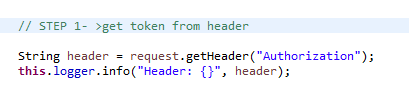 // STEP 1- >get token from header
String header = request.getHeader("Authorization");
this.logger.info("Header: {}", header);